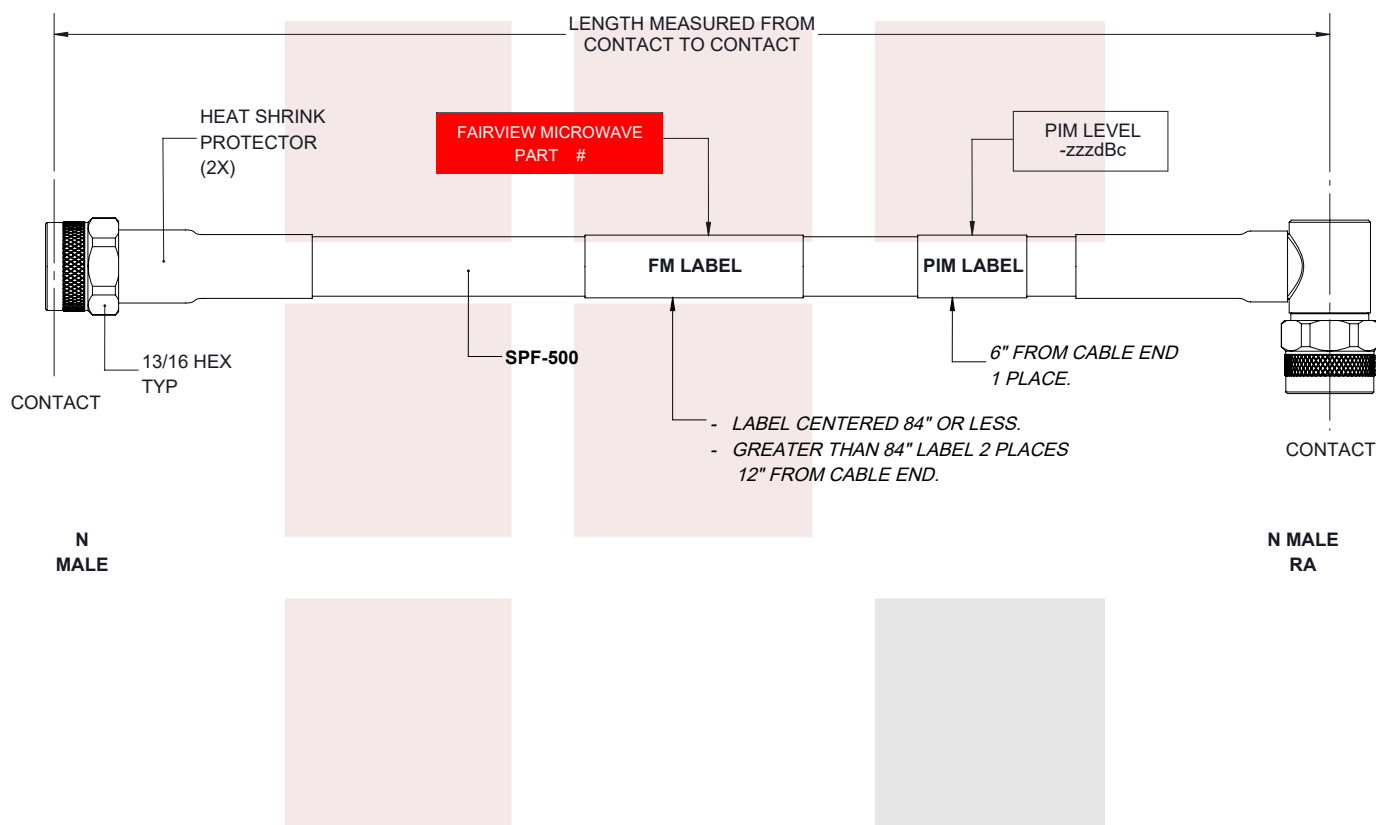 LENGTH MEASURED FROM
CONTACT TO CONTACT
HEAT SHRINK
PROTECTOR
(2X)
FAIRVIEW MICROWAVE
PART #
PIM LEVEL
-zzzdBc
FM LABEL
PIM LABEL
13/16 HEX
TYP
SPF-500
6" FROM CABLE END
1 PLACE.
CONTACT
- LABEL CENTERED 84" OR LESS.
- GREATER THAN 84" LABEL 2 PLACES
12" FROM CABLE END.
CONTACT
N
MALE
N MALE
RA